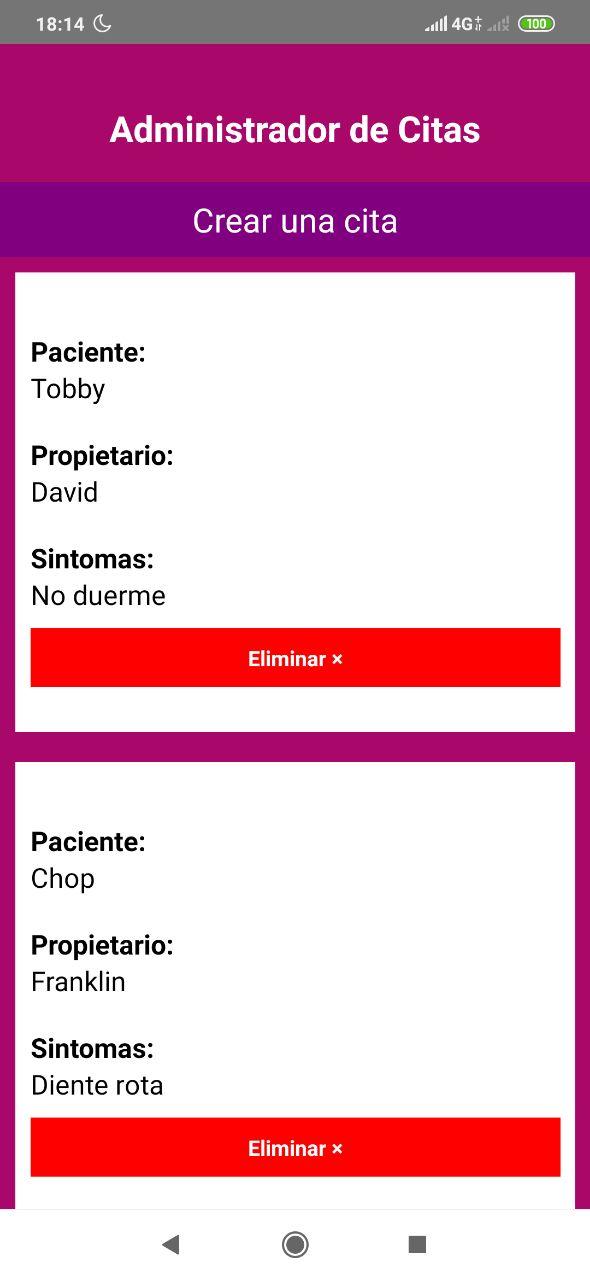 18:14 4G+ 100
Administrador de Citas
Crear una cita
Paciente:
Tobby
Propietario:
David
Sintomas:
No duerme
Eliminar ×
Paciente:
Chop
Propietario:
Franklin
Sintomas:
Diente rota
Eliminar ×